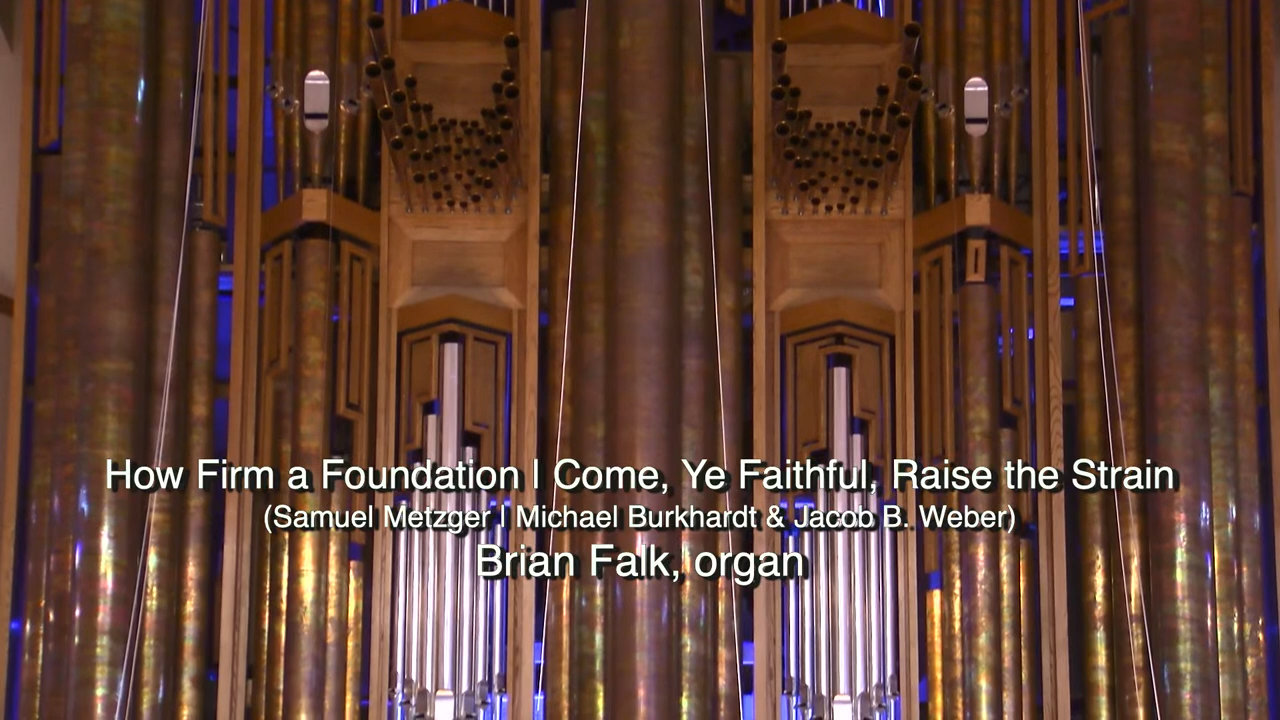 How Firm a Foundation | Come, Ye Faithful, Raise the Strain
(Samuel Metzger | Michael Burkhardt & Jacob B. Weber)
Brian Falk, organ